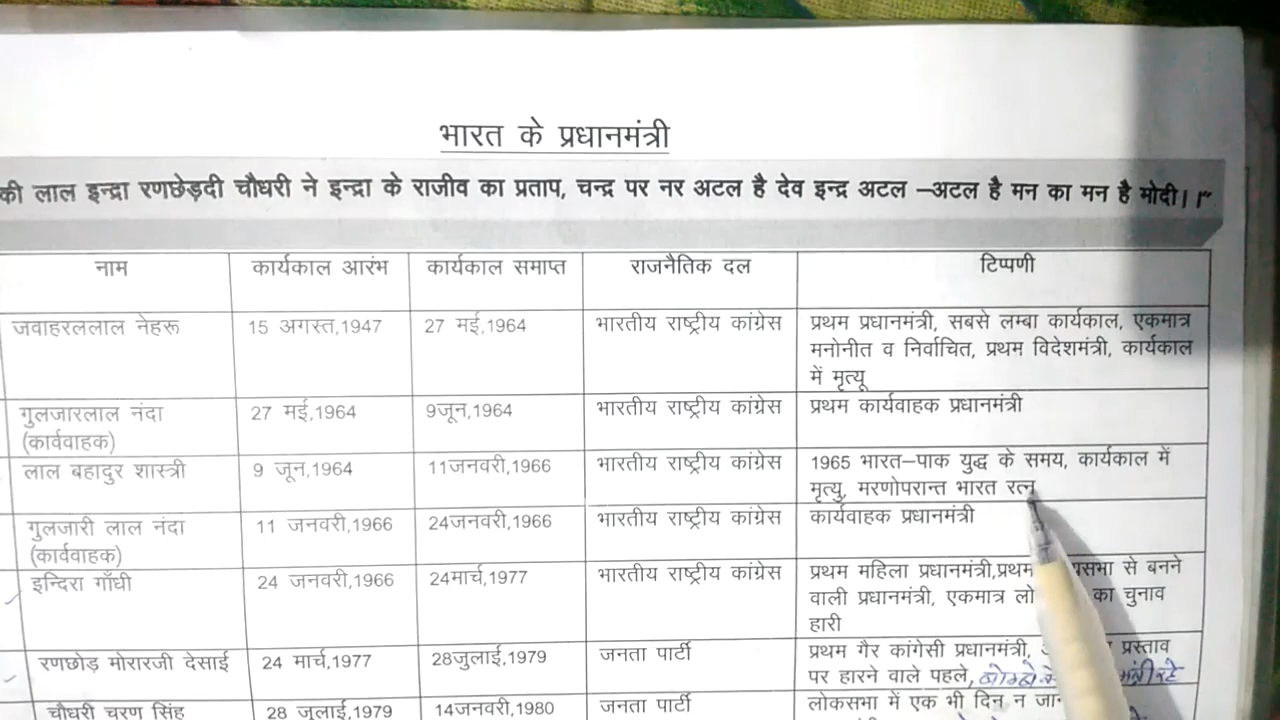 भारत के प्रधानमंत्री
की लाल इन्द्रा रणछेड़दी चौधरी ने इन्द्रा के राजीव का प्रताप, चन्द्र पर नर अटल है देव इन्द्र अटल –अटल है मन का मन है मोदी।।"
नाम कार्यकाल आरंभ कार्यकाल समाप्त राजनैतिक दल टिप्पणी
जवाहरललाल नेहरू 15 अगस्त,1947 27 मई,1964 भारतीय राष्ट्रीय कांग्रेस प्रथम प्रधानमंत्री, सबसे लम्बा कार्यकाल, एकमात्र
मनोनीत व निर्वाचित, प्रथम विदेशमंत्री, कार्यकाल
में मृत्यू
गुलजारलाल नंदा 27 मई,1964 9जून,1964 भारतीय राष्ट्रीय कांग्रेस प्रथम कार्यवाहक प्रधानमंत्री
(कार्ववाहक)
लाल बहादुर शास्त्री 9 जून,1964 11जनवरी,1966 भारतीय राष्ट्रीय कांग्रेस 1965 भारत–पाक युद्ध के समय, कार्यकाल में
मृत्यु, मरणोपरान्त भारत रत्न
गुलजारी लाल नंदा 11 जनवरी,1966 24जनवरी,1966 भारतीय राष्ट्रीय कांग्रेस कार्यवाहक प्रधानमंत्री
(कार्ववाहक)
इन्दिरा गाँधी 24 जनवरी,1966 24मार्च,1977 भारतीय राष्ट्रीय कांग्रेस प्रथम महिला प्रधानमंत्री,प्रथम से बनने
वाली प्रधानमंत्री, एकमात्र का चुनाव
हारी
रणछोड़ मोरारजी देसाई 24 मार्च,1977 28जुलाई,1979 जनता पार्टी प्रथम गैर कांगेसी प्रधानमंत्री, प्रस्ताव
पर हारने वाले पहले,
चौधरी चरण सिंह 28 जुलाई,1979 14जनवरी,1980 जनता पार्टी लोकसभा में एक भी दिन न